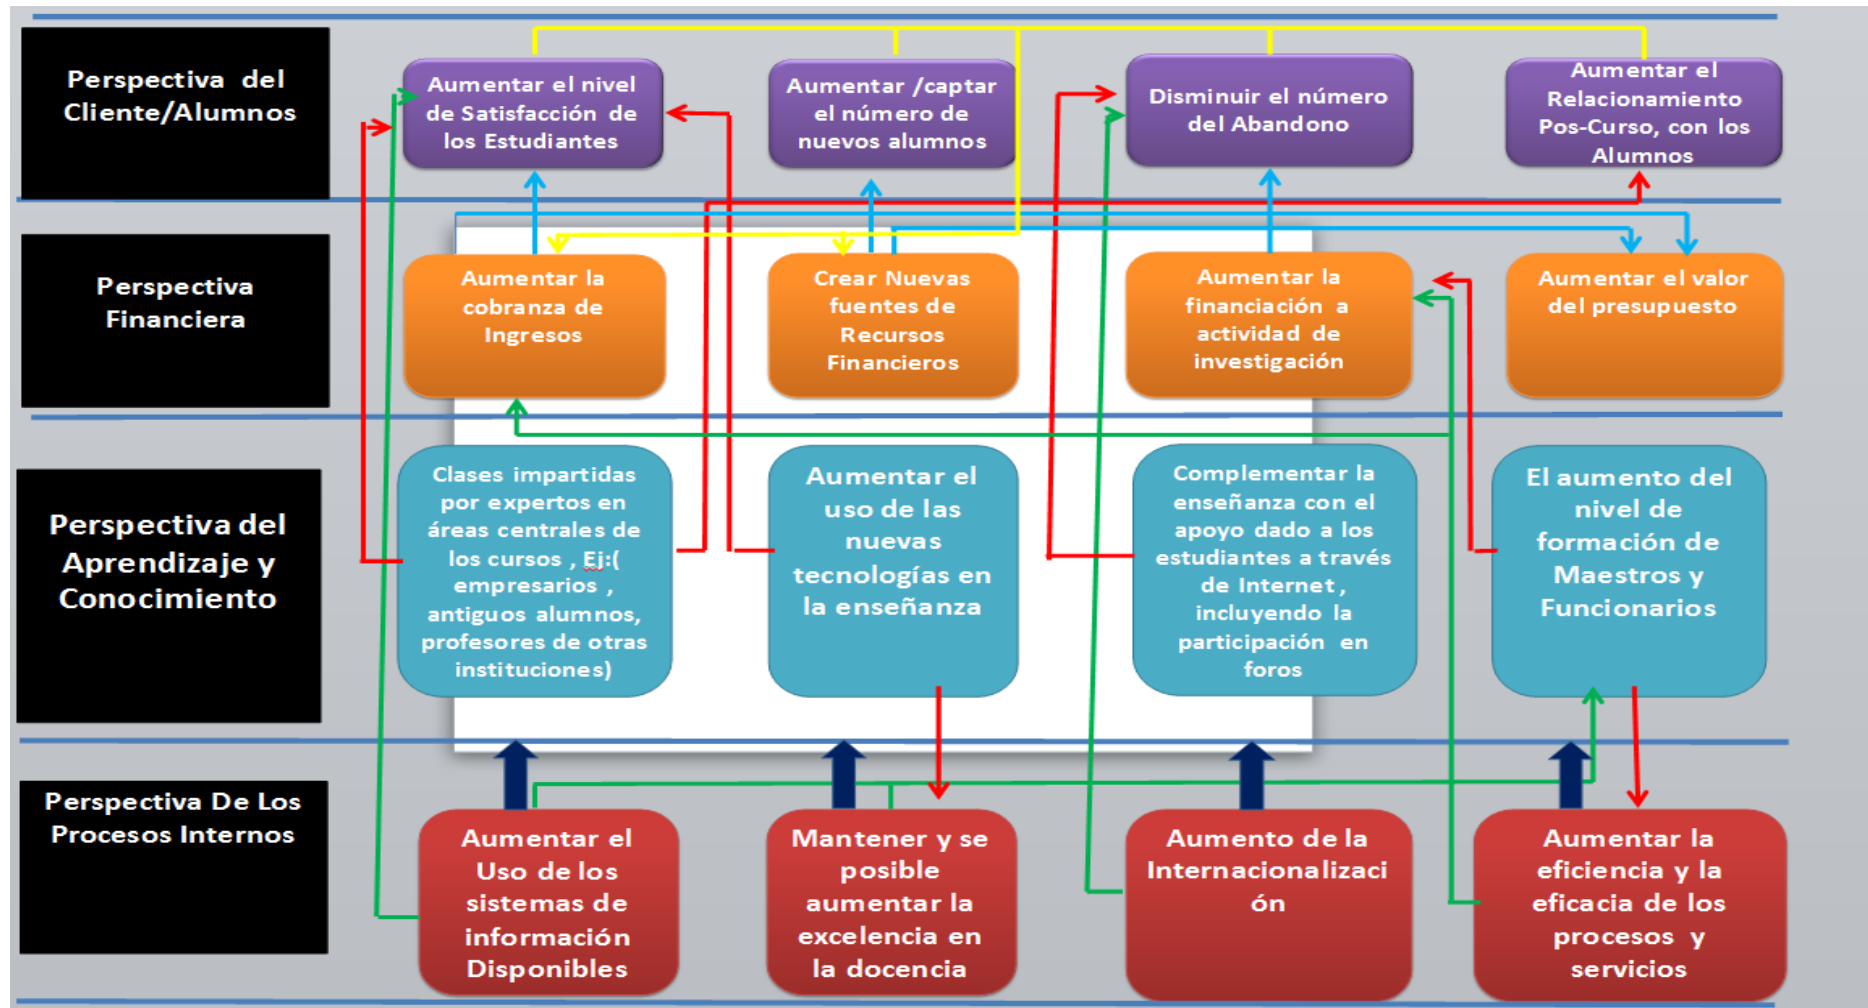 Perspectiva del
Cliente/Alumnos
Aumentar el nivel
de Satisfacción de
los Estudiantes
Aumentar /captar
el número de
nuevos alumnos
Disminuir el número
del Abandono
Aumentar el
Relacionamiento
Pos-Curso, con los
Alumnos
Perspectiva
Financiera
Aumentar la
cobranza de
Ingresos
Crear Nuevas
fuentes de
Recursos
Financieros
Aumentar la
financiación a
actividad de
investigación
Aumentar el valor
del presupuesto
Perspectiva del
Aprendizaje y
Conocimiento
Clases impartidas
por expertos en
áreas centrales de
los cursos , Ej:(
empresarios ,
antiguos alumnos,
profesores de otras
instituciones)
Aumentar el
uso de las
nuevas
tecnologías en
la enseñanza
Complementar la
enseñanza con el
apoyo dado a los
estudiantes a través
de Internet ,
incluyendo la
participación en
foros
El aumento del
nivel de
formación de
Maestros y
Funcionarios
Perspectiva De Los
Procesos Internos
Aumentar el
Uso de los
sistemas de
información
Disponibles
Mantener y se
posible
aumentar la
excelencia en
la docencia
Aumento de la
Internacionalizaci
ón
Aumentar la
eficiencia y la
eficacia de los
procesos y
servicios